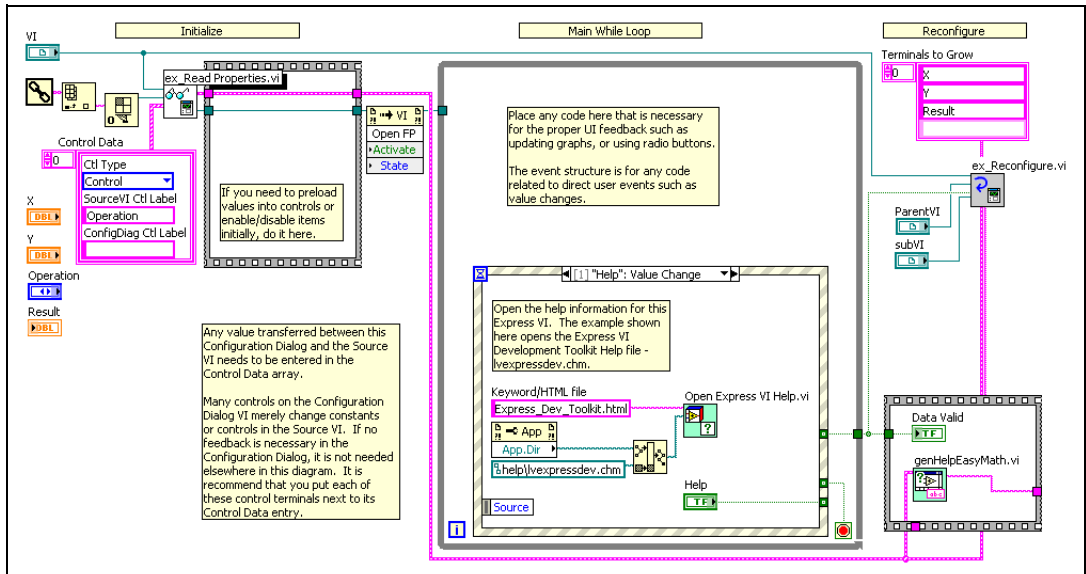 Initialize
Main While Loop
Reconfigure
VI
ex_Read Properties.vi
Control Data
0
Ctl Type
Control
SourceVI Ctl Label
Operation
ConfigDiag Ctl Label
X
DBL
Y
DBL
Operation
Result
DBL
If you need to preload
values into controls or
enable/disable items
initially, do it here.
VI
Open FP
Activate
State
Any value transferred between this
Configuration Dialog and the Source
VI needs to be entered in the
Control Data array.
Many controls on the Configuration
Dialog VI merely change constants
or controls in the Source VI. If no
feedback is necessary in the
Configuration Dialog, it is not needed
elsewhere in this diagram. It is
recommend that you put each of
these control terminals next to its
Control Data entry.
Place any code here that is necessary
for the proper UI feedback such as
updating graphs, or using radio buttons.
The event structure is for any code
related to direct user events such as
value changes.
[1] "Help": Value Change
Open the help information for this
Express VI. The example shown
here opens the Express VI
Development Toolkit Help file -
lvexpressdev.chm.
Keyword/HTML file
Express_Dev_Toolkit.html
Open Express VI Help.vi
App
App.Dir
help\lvexpressdev.chm
Help
TF
Source
i
Terminals to Grow
0
X
Y
Result
ex_Reconfigure.vi
ParentVI
subVI
Data Valid
TF
genHelpEasyMath.vi
abc